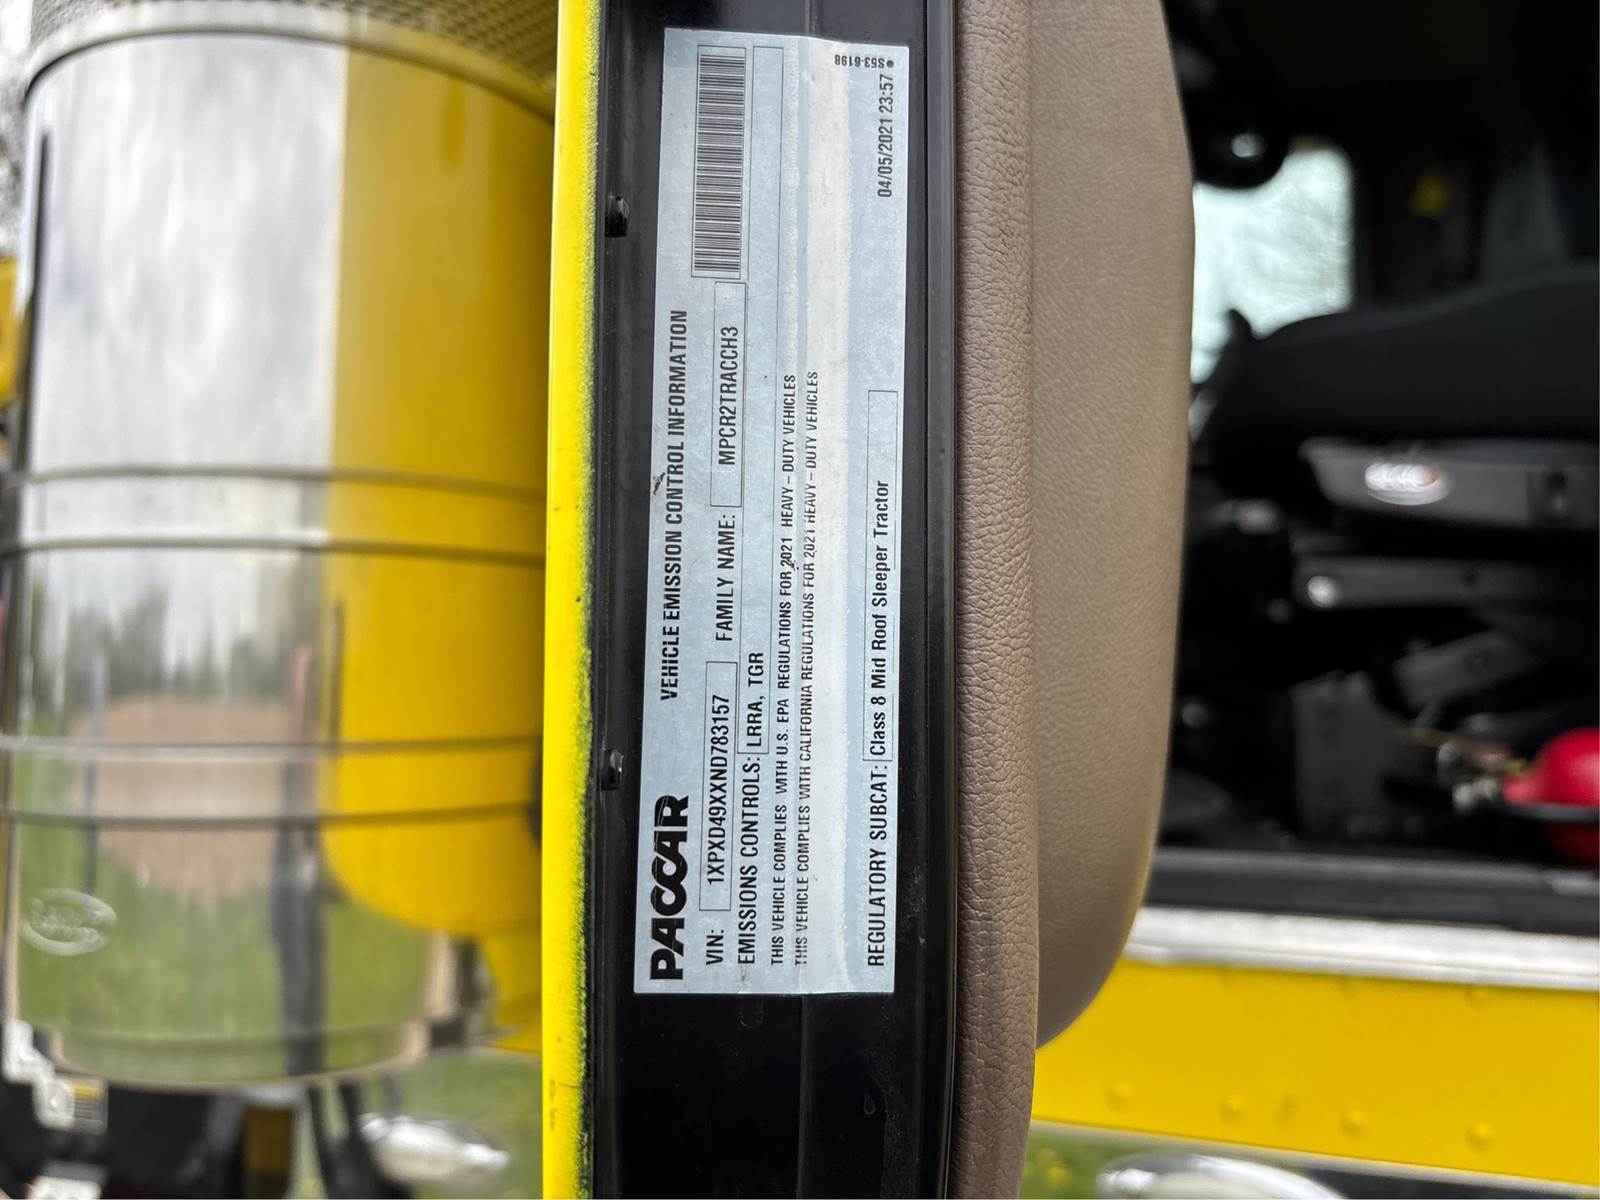 PACCAR
VEHICLE EMISSION CONTROL INFORMATION
VIN: 1XPXD49XXND783157 FAMILY NAME: MPCR2TRACCH3
EMISSIONS CONTROLS: LRRA, TGR
THIS VEHICLE COMPLIES WITH U.S. EPA REGULATIONS FOR 2021 HEAVY – DUTY VEHICLES
THIS VEHICLE COMPLIES WITH CALIFORNIA REGULATIONS FOR 2021 HEAVY – DUTY VEHICLES
REGULATORY SUBCAT: Class 8 Mid Roof Sleeper Tractor
04/05/2021 23:57
S53-6198